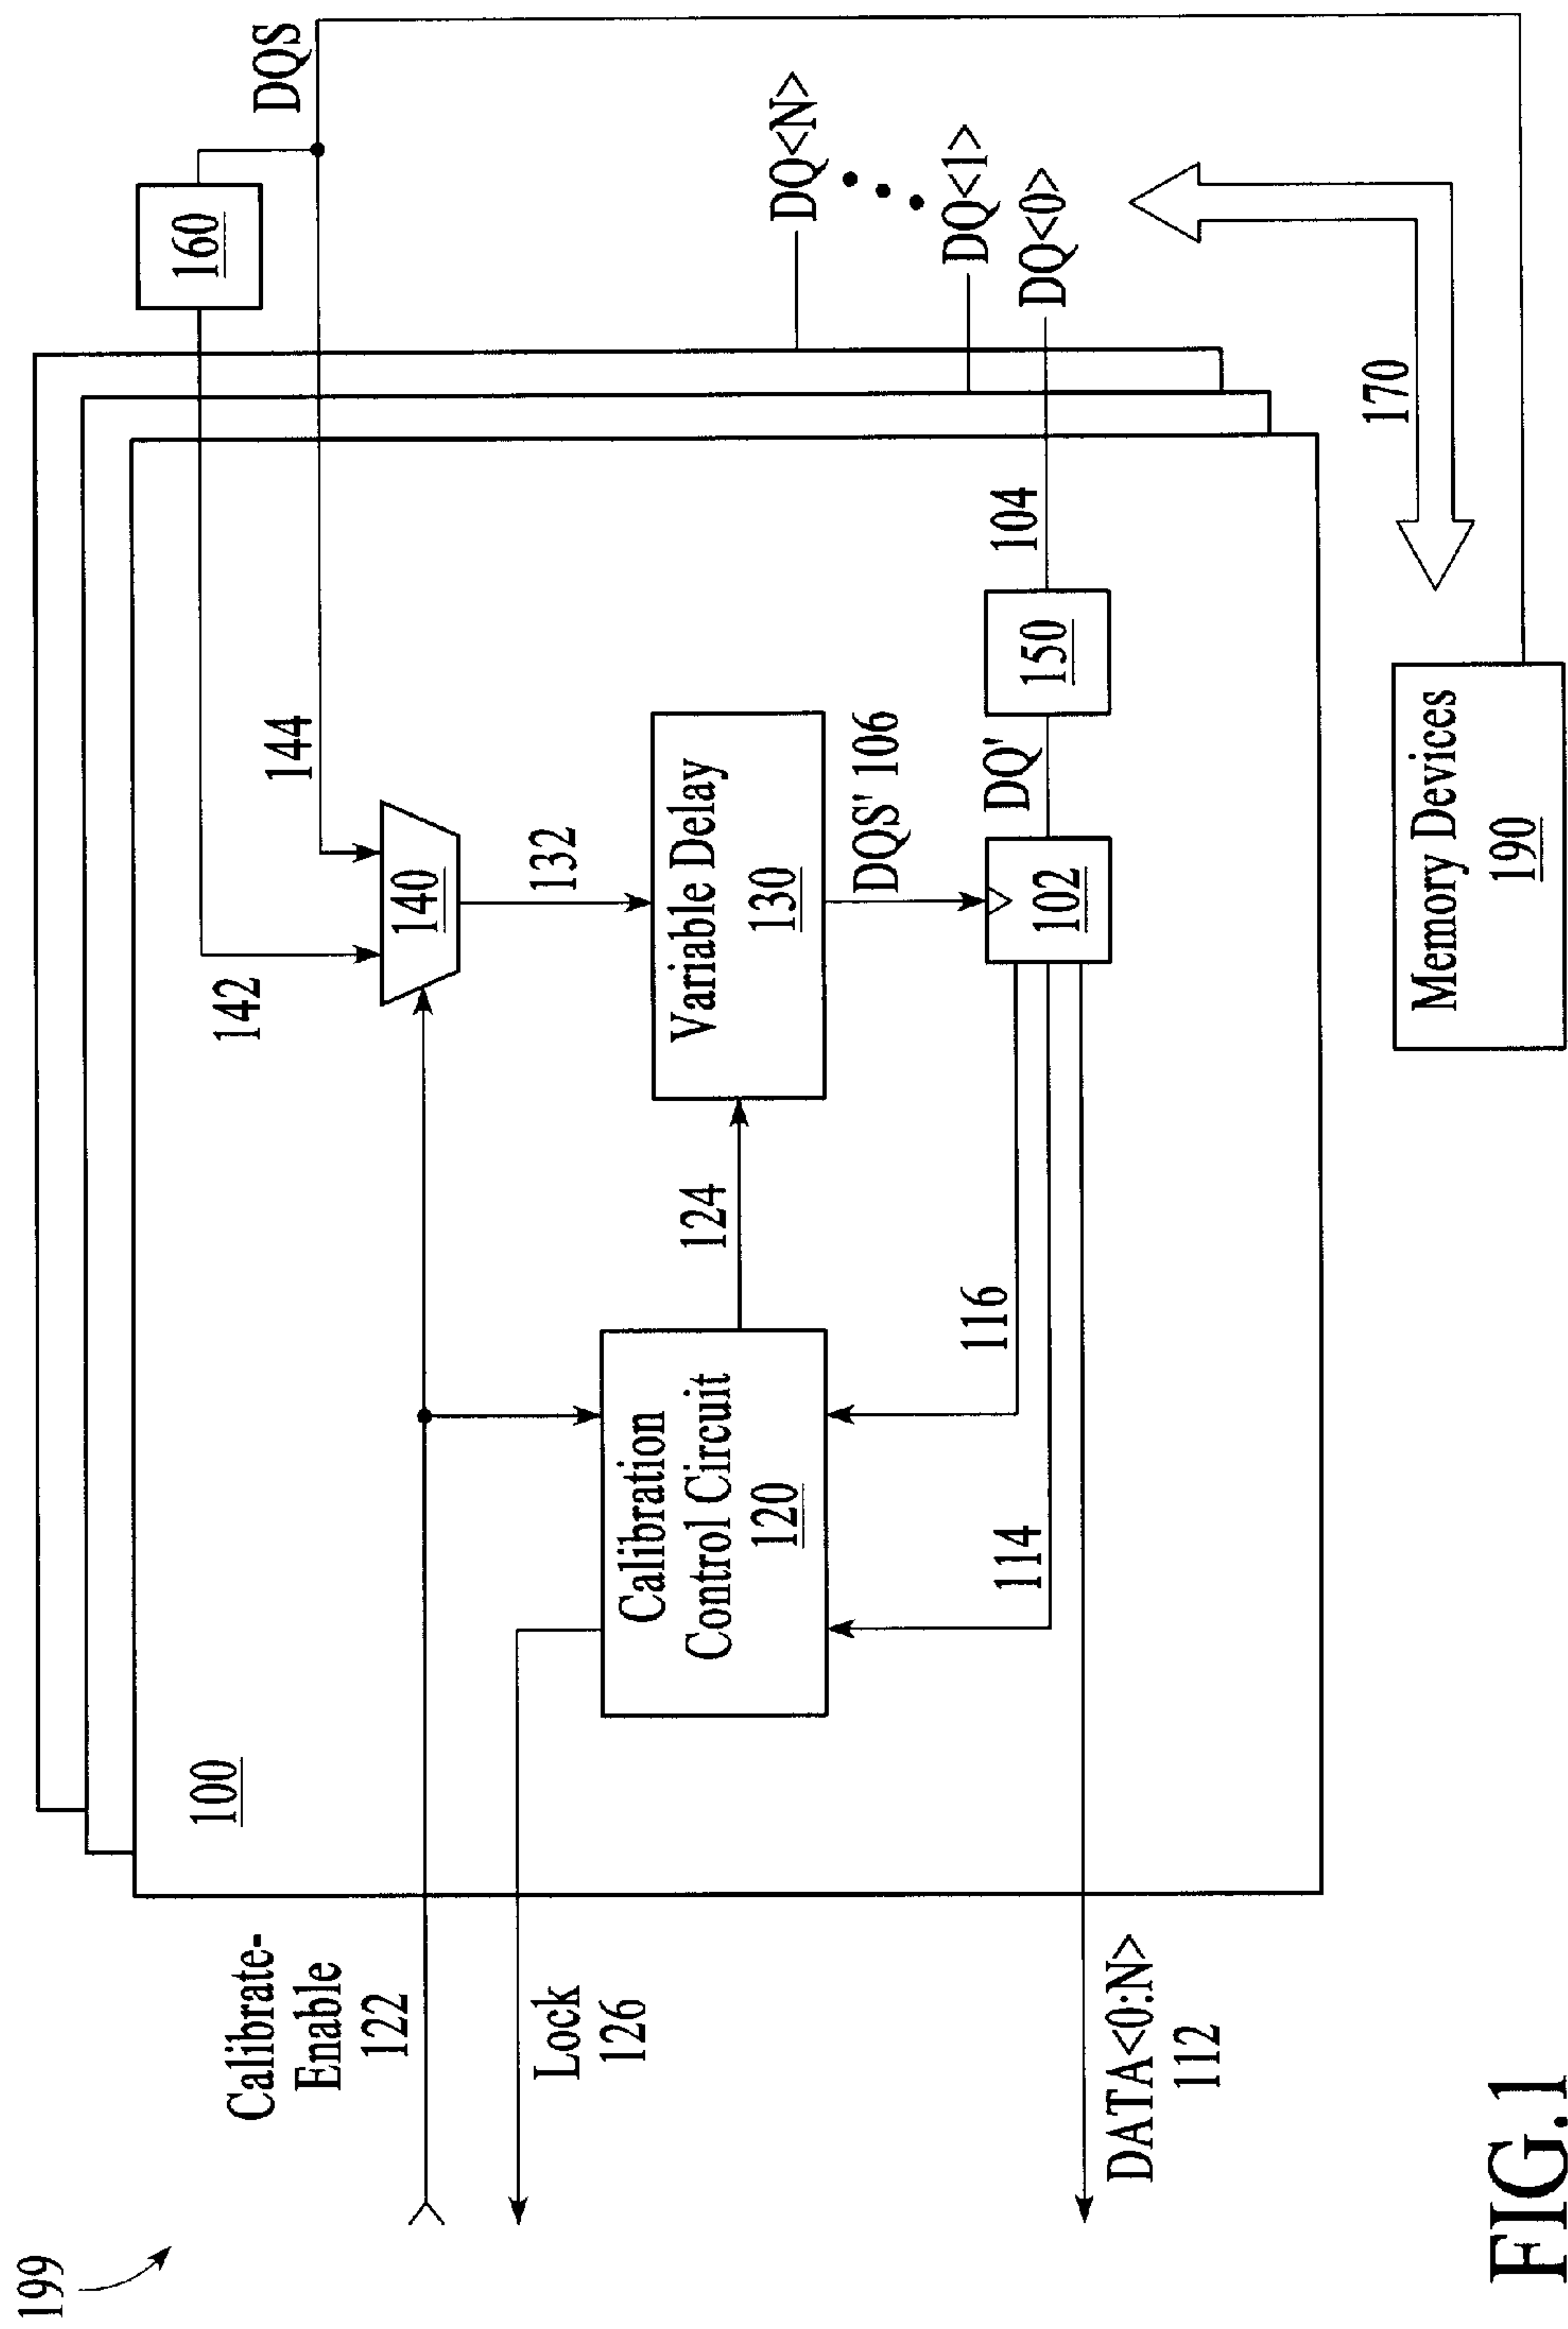 199
Calibrate-
Enable
122
Lock
126
DATA<0:N>
112
100
142
144
160
DQS
140
132
Calibration
Control Circuit
120
124
Variable Delay
130
DQS' 106
116
114
102
DQ'
150
104
DQ<N>
DQ<1>
DQ<0>
170
Memory Devices
190
FIG.1